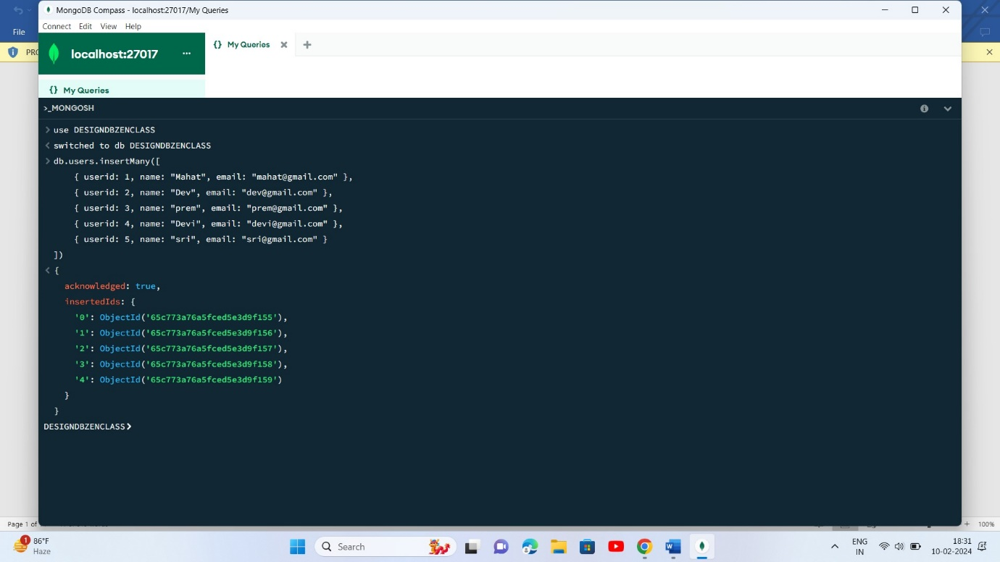 MongoDB Compass - localhost:27017/My Queries
Connect Edit View Help
File
PRO
localhost:27017 ...
{} My Queries
{} My Queries
>_MONGOSH
> use DESIGNDBZENCLASS
< switched to db DESIGNDBZENCLASS
> db.users.insertMany([
{ userid: 1, name: "Mahat", email: "mahat@gmail.com" },
{ userid: 2, name: "Dev", email: "dev@gmail.com" },
{ userid: 3, name: "prem", email: "prem@gmail.com" },
{ userid: 4, name: "Devi", email: "devi@gmail.com" },
{ userid: 5, name: "sri", email: "sri@gmail.com" }
])
< {
acknowledged: true,
insertedIds: {
'0': ObjectId('65c773a76a5fced5e3d9f155'),
'1': ObjectId('65c773a76a5fced5e3d9f156'),
'2': ObjectId('65c773a76a5fced5e3d9f157'),
'3': ObjectId('65c773a76a5fced5e3d9f158'),
'4': ObjectId('65c773a76a5fced5e3d9f159')
}
}
DESIGNDBZENCLASS>
Page 1 of
100%
1
86°F
Haze
Search
ENG
IN
18:31
10-02-2024